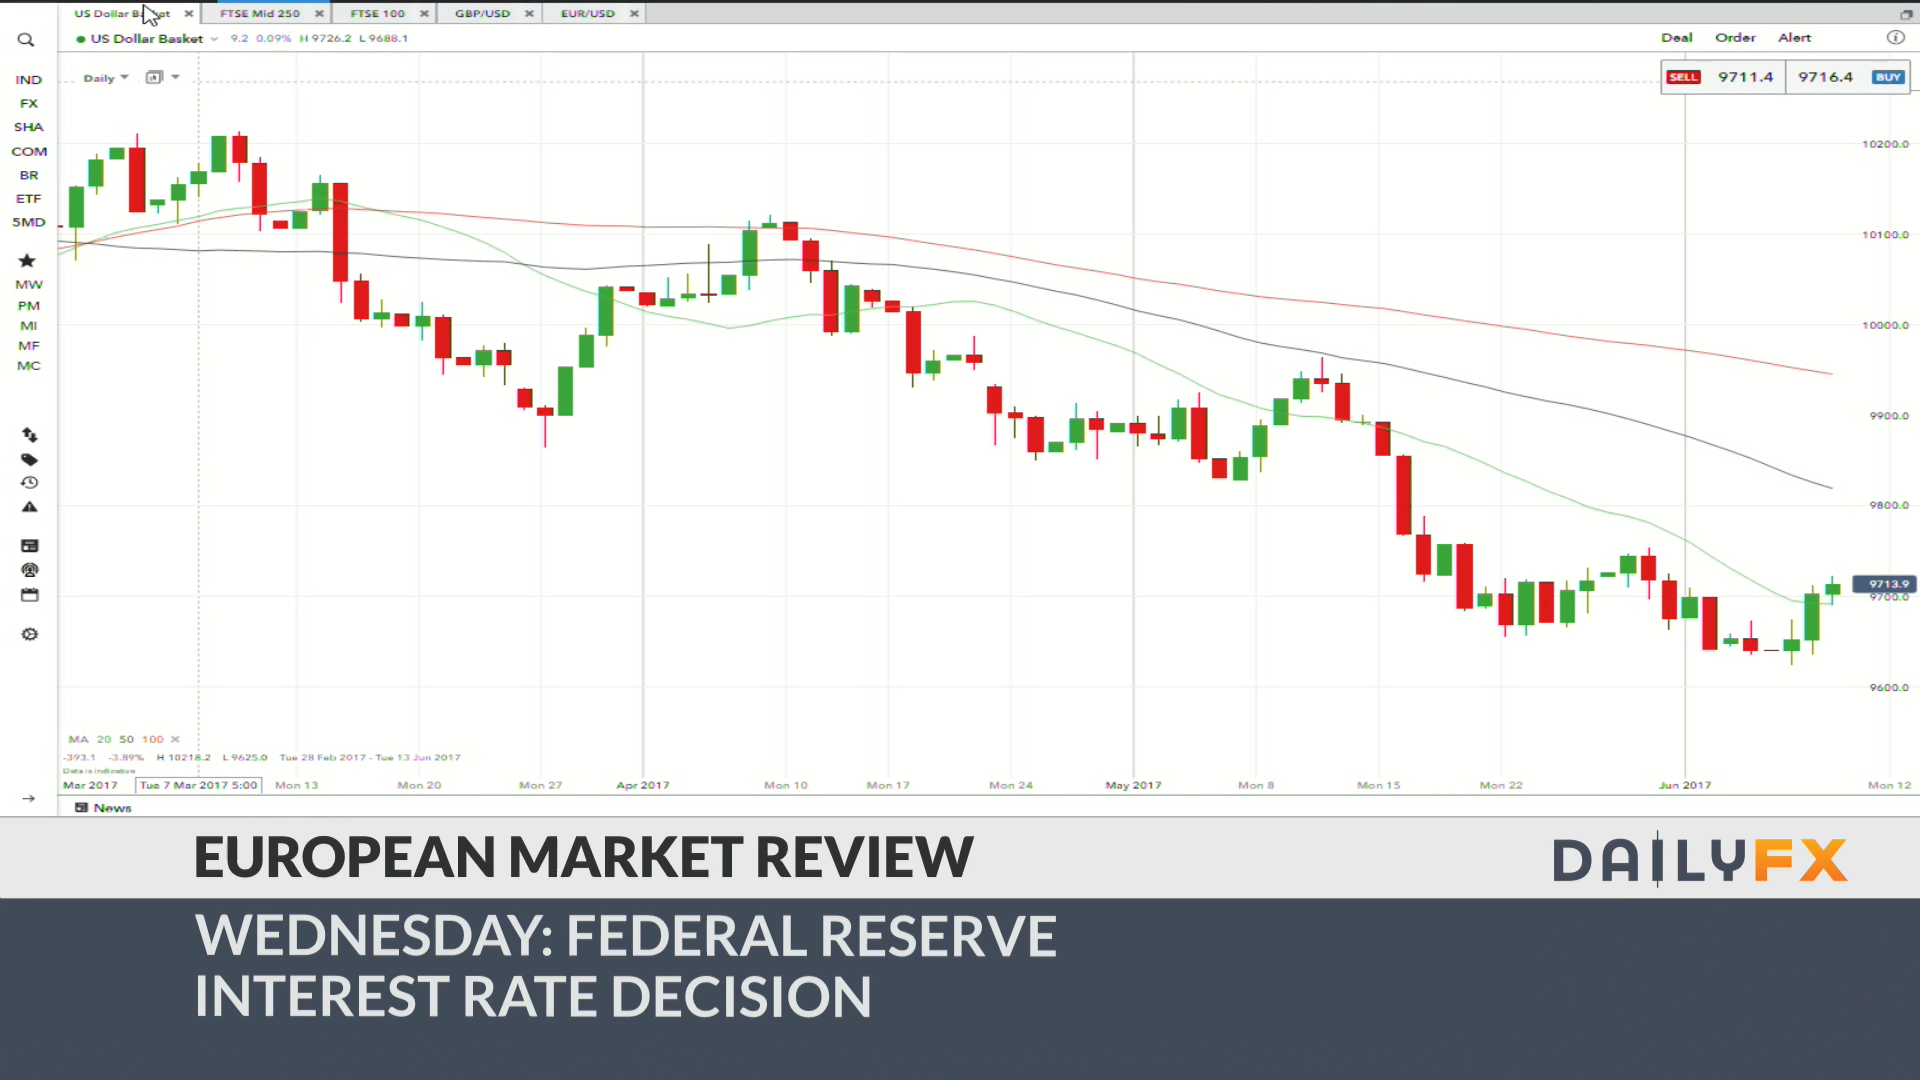 US Dollar Basket × FTSE Mid 250 × FTSE 100 × GBP/USD × EUR/USD ×
US Dollar Basket 9.2 0.09% H 9726.2 L 9688.1 Deal Order Alert
Daily
SELL 9711.4 9716.4 BUY
IND
FX
SHA
COM
BR
ETF
5MD
MW
PM
MI
MF
MC
10200.0
10100.0
10000.0
9900.0
9800.0
9713.9
9700.0
9600.0
MA 20 50 100 ×
-393.1 -3.89% H 10218.2 L 9625.0 Tue 28 Feb 2017 - Tue 13 Jun 2017
Data is indicative
Mar 2017 Tue 7 Mar 2017 5:00 Mon 13 Mon 20 Mon 27 Apr 2017 Mon 10 Mon 17 Mon 24 May 2017 Mon 8 Mon 15 Mon 22 Jun 2017 Mon 12
News
EUROPEAN MARKET REVIEW
DAILYFX
WEDNESDAY: FEDERAL RESERVE
INTEREST RATE DECISION